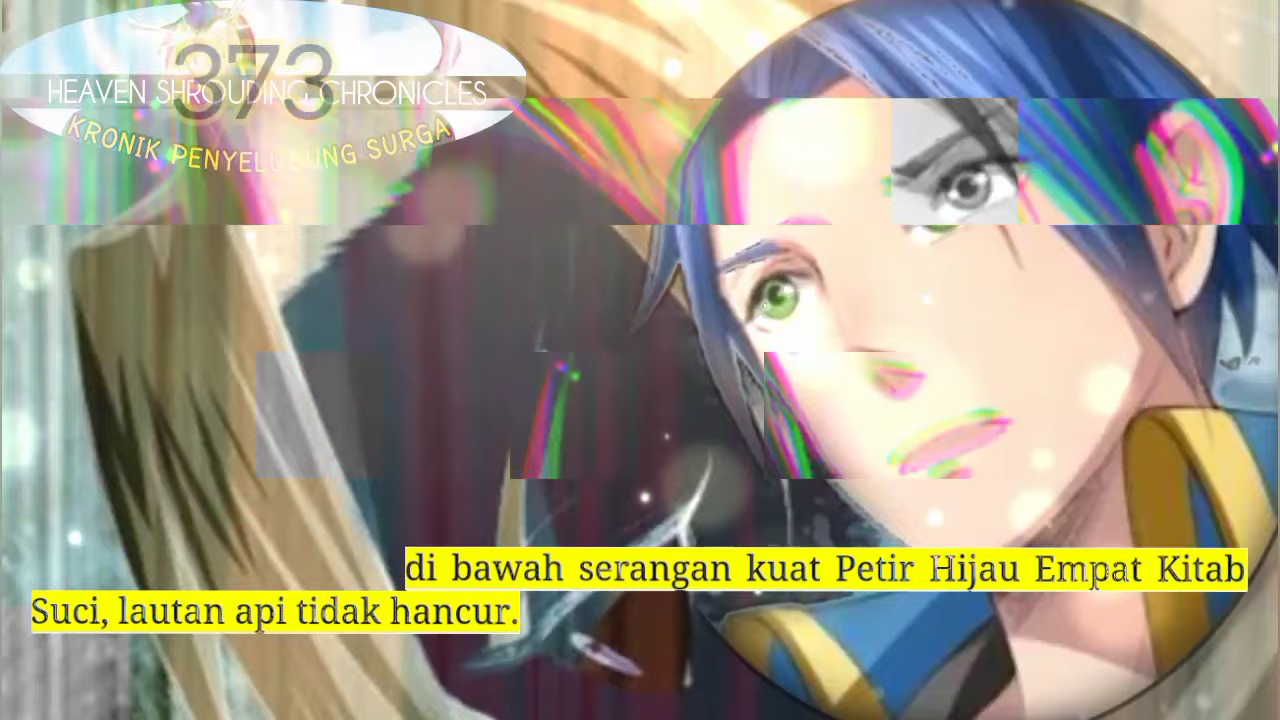 373
HEAVEN SHROUDING CHRONICLES
KRONIK PENYELUBUNG SURGA
di bawah serangan kuat Petir Hijau Empat Kitab
Suci, lautan api tidak hancur.